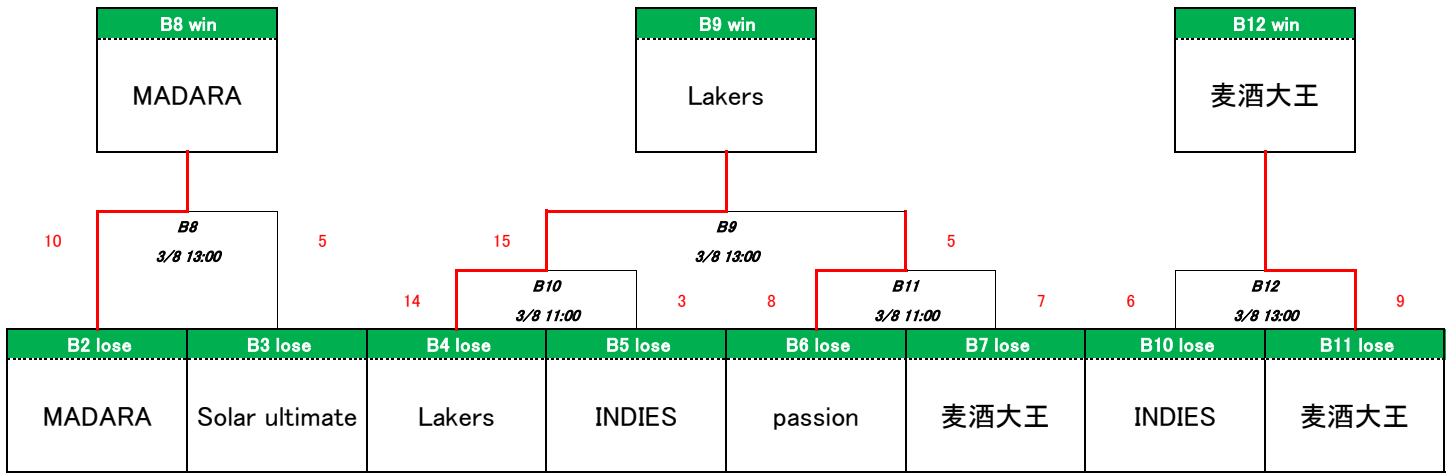 B8 win
B9 win
B12 win
MADARA
Lakers
麦酒大王
B8
B9
10
5
15
5
3/8 13:00
3/8 13:00
B10
B11
B12
14
3
8
7
6
9
3/8 11:00
3/8 11:00
3/8 13:00
B2 lose
B3 lose
B4 lose
B5 lose
B6 lose
B7 lose
B10 lose
B11 lose
MADARA
Solar ultimate
Lakers
INDIES
passion
麦酒大王
INDIES
麦酒大王